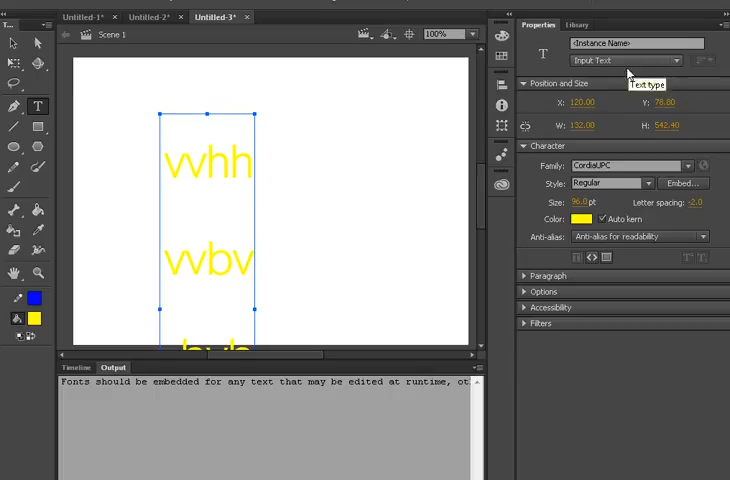 Untitled-1* ×
Untitled-2* ×
Untitled-3* ×
T...
Properties
Library
Scene 1
100%
<Instance Name>
T
Input Text
Text type
Position and Size
X: 120.00 Y: 78.80
W: 132.00 H: 542.40
Character
Family: CordiaUPC
Style: Regular Embed...
Size: 96.0 pt Letter spacing: -2.0
Color: Auto kern
Anti-alias: Anti-alias for readability
Paragraph
Options
Accessibility
Filters
vvhh
vvbv
Timeline
Output
Fonts should be embedded for any text that may be edited at runtime, ot